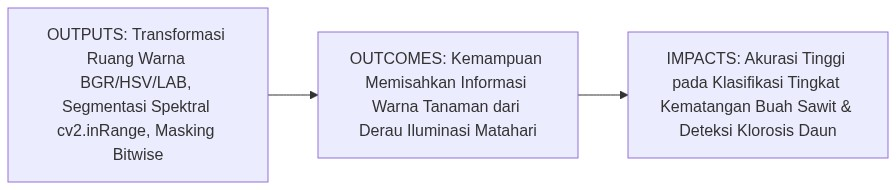 OUTPUTS: Transformasi
Ruang Warna
BGR/HSV/LAB,
Segmentasi Spektral
cv2.inRange, Masking
Bitwise
OUTCOMES: Kemampuan
Memisahkan Informasi
Warna Tanaman dari
Derau Iluminasi Matahari
IMPACTS: Akurasi Tinggi
pada Klasifikasi Tingkat
Kematangan Buah Sawit &
Deteksi Klorosis Daun